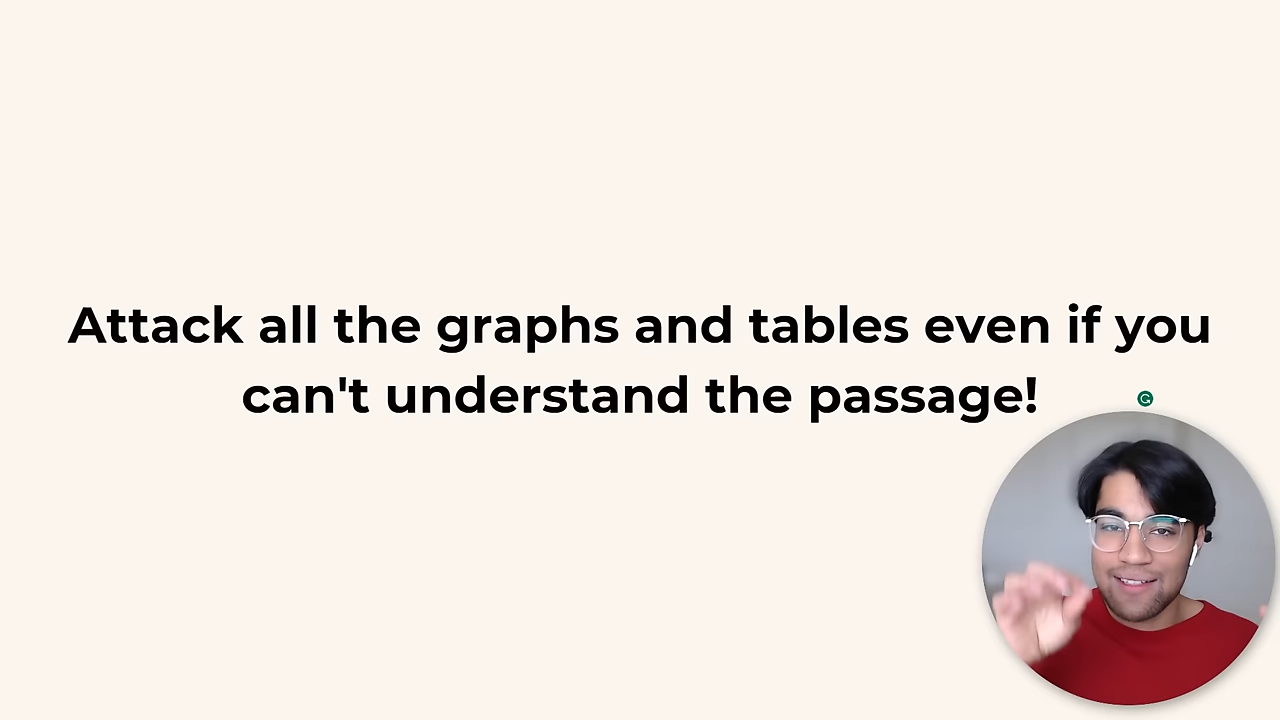 Attack all the graphs and tables even if you
can't understand the passage!